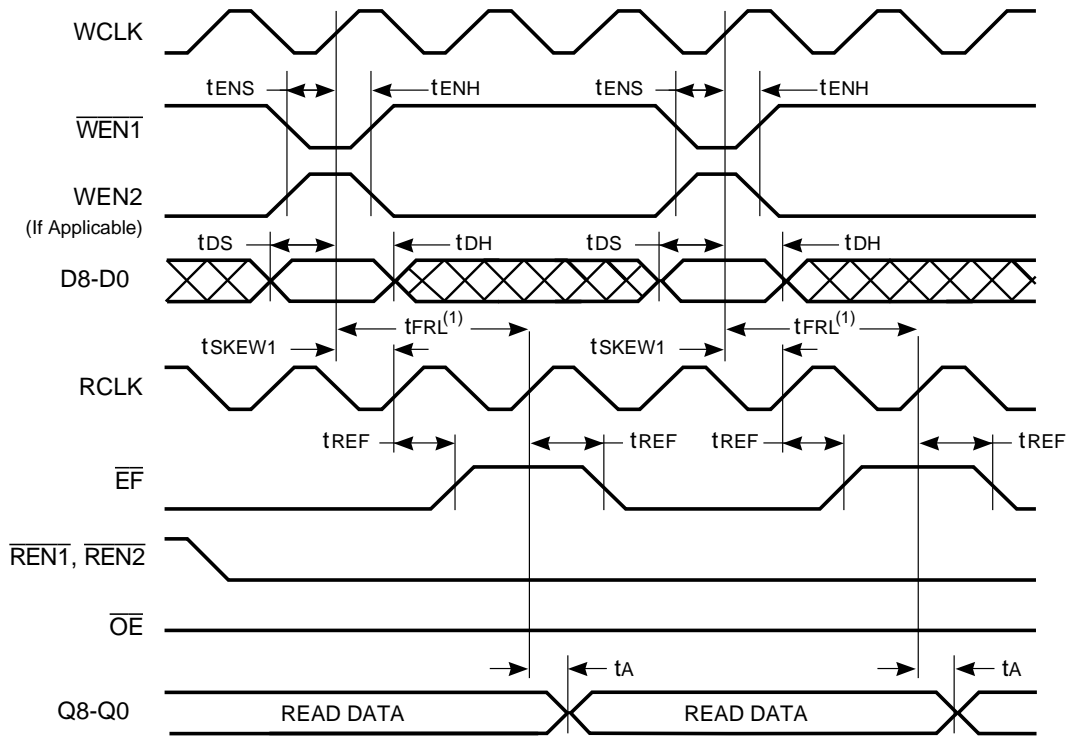 WCLK
tENS tENH tENS tENH
WEN1
WEN2
(If Applicable)
tDS tDH tDS tDH
D8-D0
tFRL(1) tFRL(1)
tSKEW1 tSKEW1
RCLK
tREF tREF tREF tREF
EF
REN1, REN2
OE
tA tA
Q8-Q0 READ DATA READ DATA